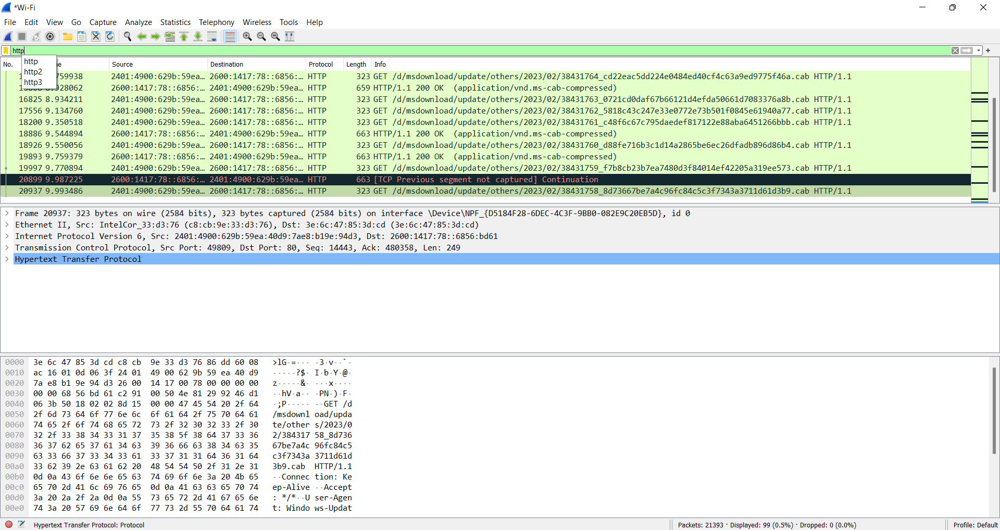 *Wi-Fi
File Edit View Go Capture Analyze Statistics Telephony Wireless Tools Help
http
http
http2
http3
No. Source Destination Protocol Length Info
759938 2401:4900:629b:59ea… 2600:1417:78::6856:… HTTP 323 GET /d/msdownload/update/others/2023/02/38431764_cd22eac5dd224e0484ed40cf4c63a9ed9775f46a.cab HTTP/1.1
928062 2600:1417:78::6856:… 2401:4900:629b:59ea… HTTP 659 HTTP/1.1 200 OK (application/vnd.ms-cab-compressed)
16825 8.934211 2401:4900:629b:59ea… 2600:1417:78::6856:… HTTP 323 GET /d/msdownload/update/others/2023/02/38431763_0721cd0daf67b66121d4efda50661d7083376a8b.cab HTTP/1.1
17556 9.134760 2401:4900:629b:59ea… 2600:1417:78::6856:… HTTP 323 GET /d/msdownload/update/others/2023/02/38431762_5818c43c247e33e0772e73b501f0845e61940a77.cab HTTP/1.1
18200 9.350518 2401:4900:629b:59ea… 2600:1417:78::6856:… HTTP 323 GET /d/msdownload/update/others/2023/02/38431761_c48f6c67c795daedef817122e88aba6451266bbb.cab HTTP/1.1
18886 9.544894 2600:1417:78::6856:… 2401:4900:629b:59ea… HTTP 663 HTTP/1.1 200 OK (application/vnd.ms-cab-compressed)
18926 9.550056 2401:4900:629b:59ea… 2600:1417:78::6856:… HTTP 323 GET /d/msdownload/update/others/2023/02/38431760_d88fe716b3c1d14a2865be6ec26dfadb896d86b4.cab HTTP/1.1
19893 9.759379 2600:1417:78::6856:… 2401:4900:629b:59ea… HTTP 663 HTTP/1.1 200 OK (application/vnd.ms-cab-compressed)
19997 9.770894 2401:4900:629b:59ea… 2600:1417:78::6856:… HTTP 323 GET /d/msdownload/update/others/2023/02/38431759_f7b8cb23b7ea7480d3f84014ef42205a319ee573.cab HTTP/1.1
20899 9.987225 2600:1417:78::6856:… 2401:4900:629b:59ea… HTTP 663 [TCP Previous segment not captured] Continuation
20937 9.993486 2401:4900:629b:59ea… 2600:1417:78::6856:… HTTP 323 GET /d/msdownload/update/others/2023/02/38431758_8d73667be7a4c96fc84c5c3f7343a3711d61d3b9.cab HTTP/1.1
Frame 20937: 323 bytes on wire (2584 bits), 323 bytes captured (2584 bits) on interface \Device\NPF_{D5184F28-6DEC-4C3F-9BB0-082E9C20EB5D}, id 0
Ethernet II, Src: IntelCor_33:d3:76 (c8:cb:9e:33:d3:76), Dst: 3e:6c:47:85:3d:cd (3e:6c:47:85:3d:cd)
Internet Protocol Version 6, Src: 2401:4900:629b:59ea:40d9:7ae8:b19e:94d3, Dst: 2600:1417:78::6856:bd61
Transmission Control Protocol, Src Port: 49809, Dst Port: 80, Seq: 14443, Ack: 480358, Len: 249
Hypertext Transfer Protocol
0000 3e 6c 47 85 3d cd c8 cb 9e 33 d3 76 86 dd 60 08 >lG·=··· ·3·v··`·
0010 ac 16 01 0d 06 3f 24 01 49 00 62 9b 59 ea 40 d9 ·····?$· I·b·Y·@·
0020 7a e8 b1 9e 94 d3 26 00 14 17 00 78 00 00 00 00 z·····&· ···x····
0030 00 00 68 56 bd 61 c2 91 00 50 4e 81 29 92 46 d1 ··hV·a·· ·PN·)·F·
0040 06 3b 50 18 02 02 8d 15 00 00 47 45 54 20 2f 64 ·;P····· ··GET /d
0050 2f 6d 73 64 6f 77 6e 6c 6f 61 64 2f 75 70 64 61 /msdownl oad/upda
0060 74 65 2f 6f 74 68 65 72 73 2f 32 30 32 33 2f 30 te/other s/2023/0
0070 32 2f 33 38 34 33 31 37 35 38 5f 38 64 37 33 36 2/384317 58_8d736
0080 36 37 62 65 37 61 34 63 39 36 66 63 38 34 63 35 67be7a4c 96fc84c5
0090 63 33 66 37 33 34 33 61 33 37 31 31 64 36 31 64 c3f7343a 3711d61d
00a0 33 62 39 2e 63 61 62 20 48 54 54 50 2f 31 2e 31 3b9.cab HTTP/1.1
00b0 0d 0a 43 6f 6e 6e 65 63 74 69 6f 6e 3a 20 4b 65 ··Connec tion: Ke
00c0 65 70 2d 41 6c 69 76 65 0d 0a 41 63 63 65 70 74 ep-Alive ··Accept
00d0 3a 20 2a 2f 2a 0d 0a 55 73 65 72 2d 41 67 65 6e : */*··U ser-Agen
00e0 74 3a 20 57 69 6e 64 6f 77 73 2d 55 70 64 61 74 t: Windo ws-Updat
Hypertext Transfer Protocol: Protocol Packets: 21393 · Displayed: 99 (0.5%) · Dropped: 0 (0.0%) Profile: Default